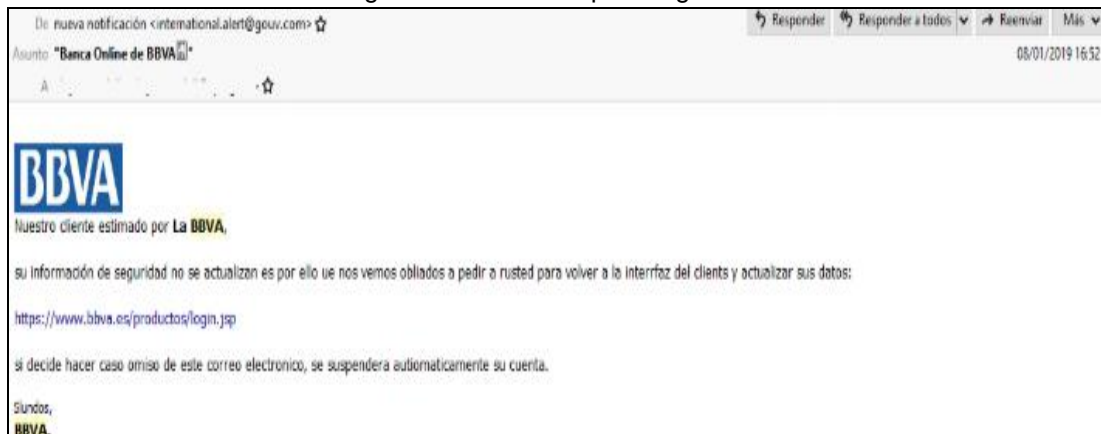 De nueva notificación <international.alert@gouv.com>
Responder Responder a todos Reenviar Más
Asunto "Banca Online de BBVA"
08/01/2019 16:52
A
BBVA
Nuestro cliente estimado por La BBVA,
su información de seguridad no se actualizan es por ello ue nos vemos obliados a pedir a rusted para volver a la interrfaz del clients y actualizar sus datos:
https://www.bbva.es/productos/login.jsp
si decide hacer caso omiso de este correo electronico, se suspendera autiomaticamente su cuenta.
BBVA.